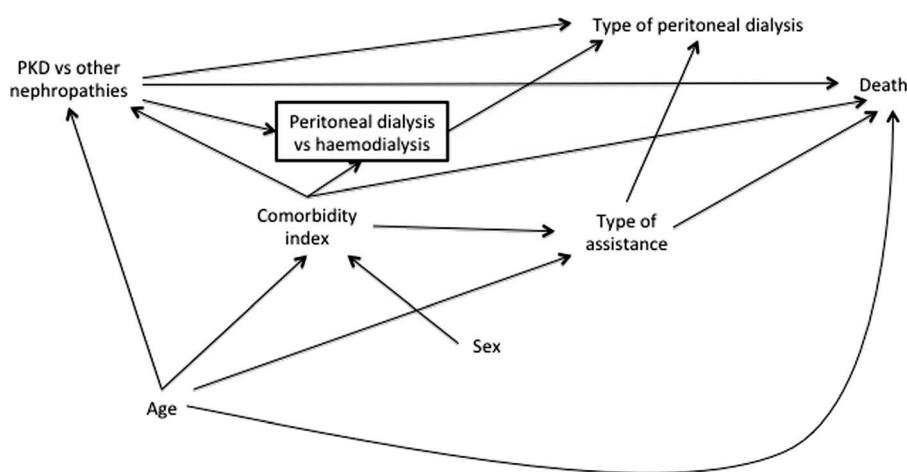 Type of peritoneal dialysis
PKD vs other
nephropathies
Death
Peritoneal dialysis
vs haemodialysis
Comorbidity
index
Type of
assistance
Sex
Age